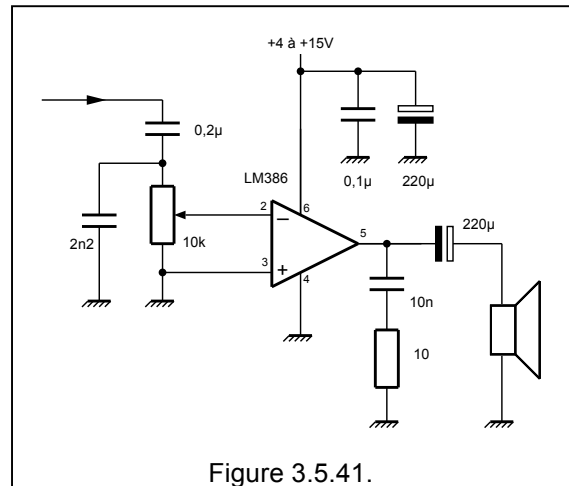 +4 à +15V
0,2µ
LM386
0,1µ
220µ
2n2
10k
2
3
6
4
5
−
+
220µ
10n
10
Figure 3.5.41.